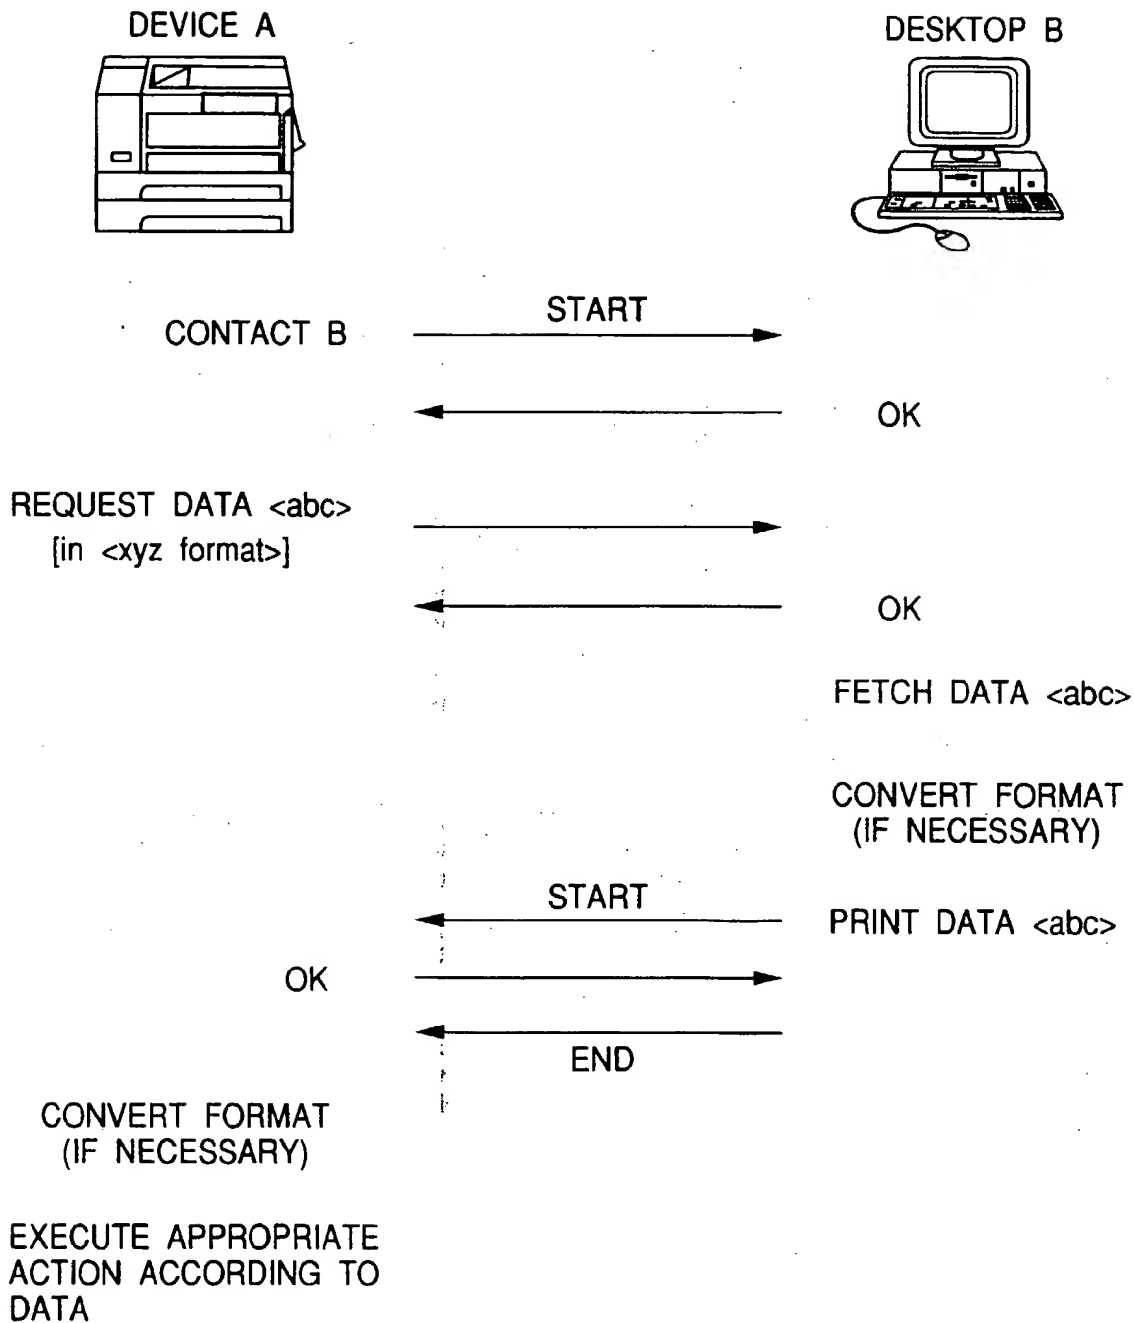 DEVICE A
DESKTOP B
START
CONTACT B
OK
REQUEST DATA <abc>
[in <xyz format>]
OK
FETCH DATA <abc>
CONVERT FORMAT
(IF NECESSARY)
START
PRINT DATA <abc>
OK
END
CONVERT FORMAT
(IF NECESSARY)
EXECUTE APPROPRIATE
ACTION ACCORDING TO
DATA